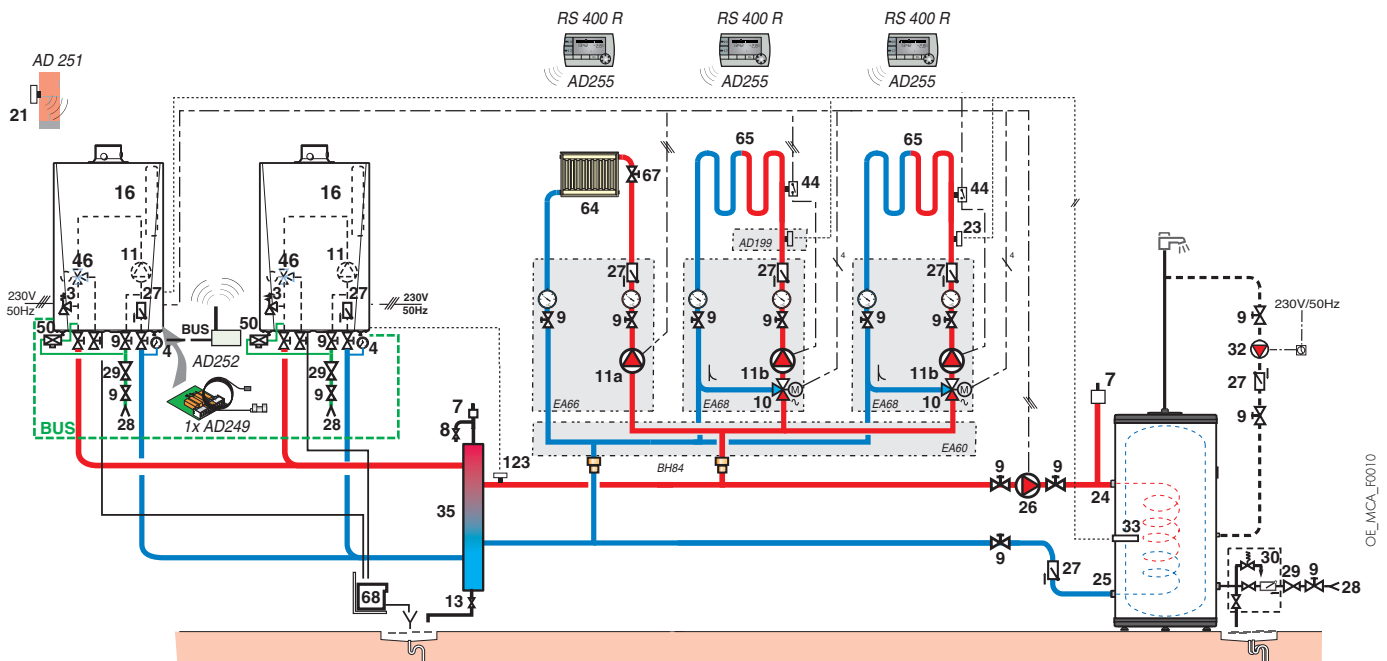 RS 400 R RS 400 R RS 400 R
AD255 AD255 AD255
AD 251
21
16 16
65 65
67
44 44
64
23
AD199
46 11 46 11
3 27 3 27
27 27 27
4 4
230V
50Hz
230V
50Hz
50 9 4 BUS 50 9 4
AD252
9 9 9 9 9 9
29 29
9 9
28 28
1x AD249
BUS
11a 11b 11b
10 M 10 M
EA66 EA68 EA68
EA60
BH84
7
8
123
35
13
68
9 9
26
7
24
33
25
9
27
9
230V/50Hz
32
27
9
30 29 9
28
OE_MCA_F0010